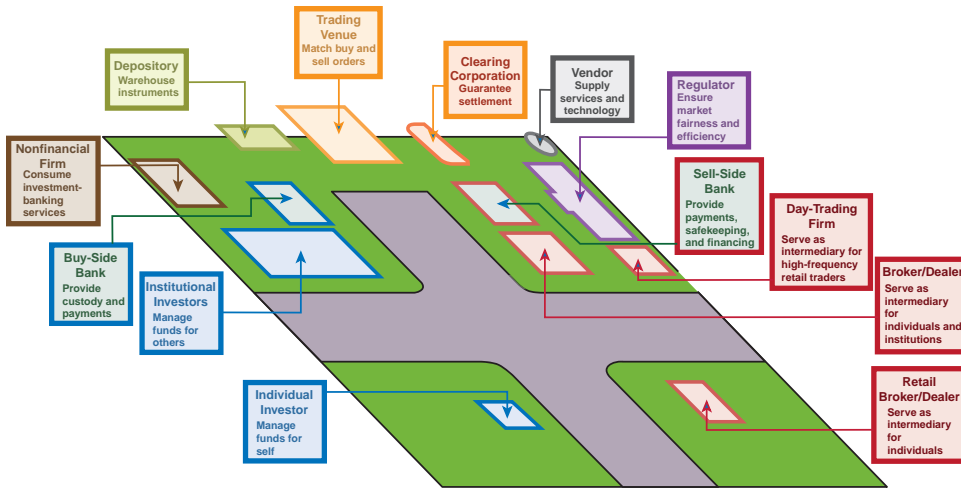 Trading
Venue
Match buy and
sell orders
Depository
Warehouse
instruments
Clearing
Corporation
Guarantee
settlement
Vendor
Supply
services and
technology
Regulator
Ensure
market
fairness and
efficiency
Nonfinancial
Firm
Consume
investment-
banking
services
Sell-Side
Bank
Provide
payments,
safekeeping,
and financing
Day-Trading
Firm
Serve as
intermediary for
high-frequency
retail traders
Buy-Side
Bank
Provide
custody and
payments
Institutional
Investors
Manage
funds for
others
Broker/Dealer
Serve as
intermediary
for
individuals and
institutions
Individual
Investor
Manage
funds for
self
Retail
Broker/Dealer
Serve as
intermediary
for
individuals